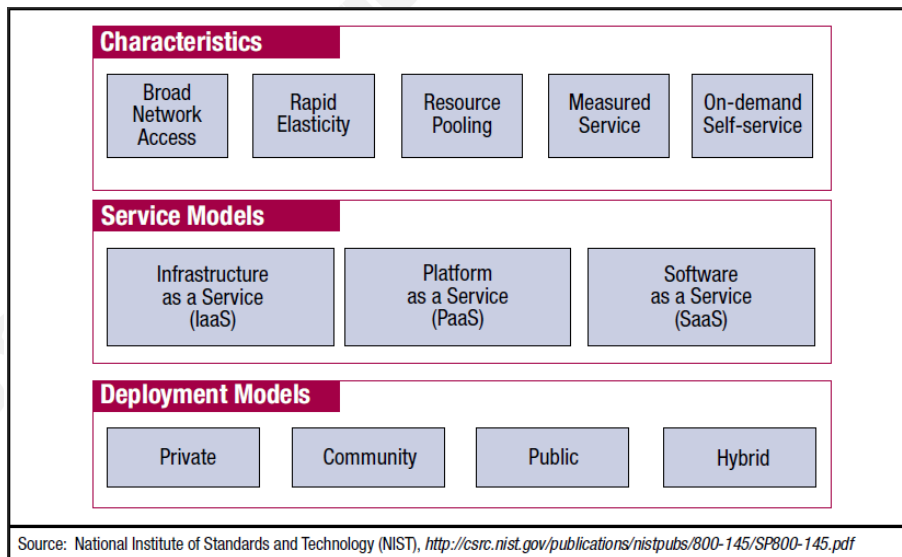 Characteristics
Broad
Network
Access
Rapid
Elasticity
Resource
Pooling
Measured
Service
On-demand
Self-service
Service Models
Infrastructure
as a Service
(IaaS)
Platform
as a Service
(PaaS)
Software
as a Service
(SaaS)
Deployment Models
Private
Community
Public
Hybrid
Source: National Institute of Standards and Technology (NIST), http://csrc.nist.gov/publications/nistpubs/800-145/SP800-145.pdf